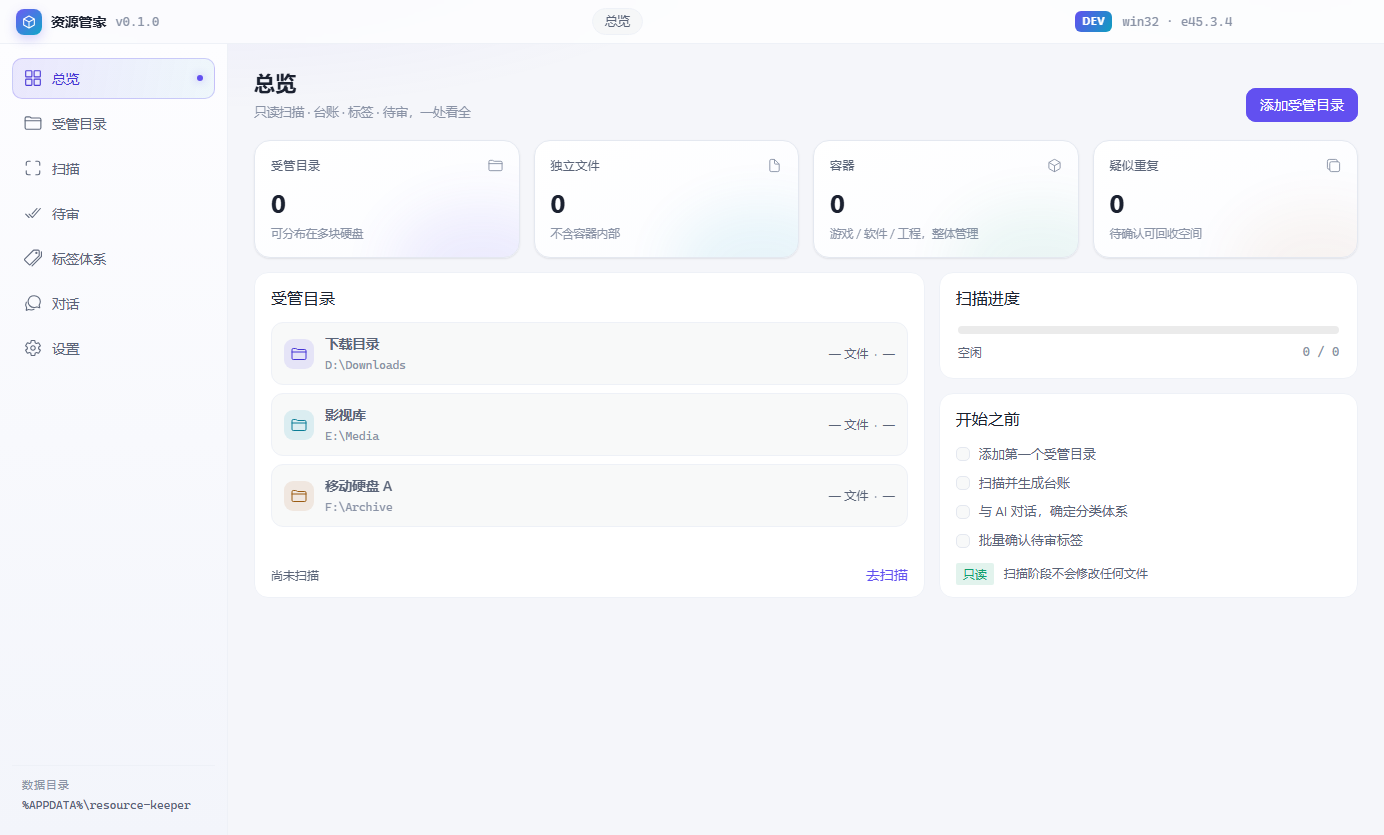 资源管家 v0.1.0
总览
DEV win32 · e45.3.4
总览
受管目录
扫描
待审
标签体系
对话
设置
数据目录
%APPDATA%\resource-keeper
总览
只读扫描 · 台账 · 标签 · 待审，一处看全
添加受管目录
受管目录
0
可分布在多块硬盘
独立文件
0
不含容器内部
容器
0
游戏 / 软件 / 工程，整体管理
疑似重复
0
待确认可回收空间
受管目录
下载目录
D:\Downloads
— 文件 · —
影视库
E:\Media
— 文件 · —
移动硬盘 A
F:\Archive
— 文件 · —
尚未扫描
去扫描
扫描进度
空闲
0 / 0
开始之前
添加第一个受管目录
扫描并生成台账
与 AI 对话，确定分类体系
批量确认待审标签
只读 扫描阶段不会修改任何文件